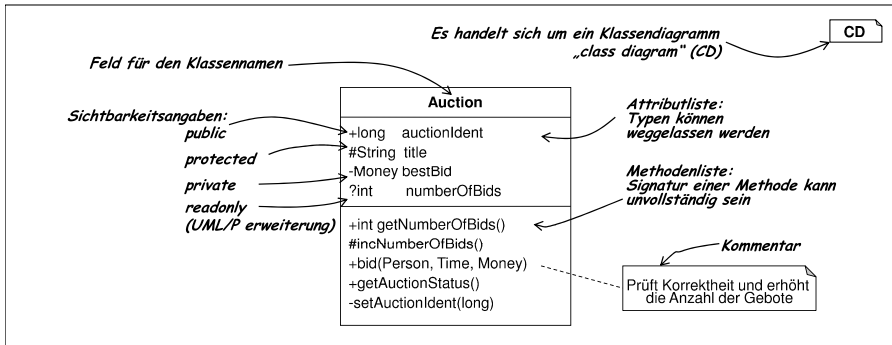 Es handelt sich um ein Klassendiagramm
„class diagram“ (CD)
CD
Feld für den Klassennamen
Auction
Sichtbarkeitsangaben:
public
protected
private
readonly
(UML/P erweiterung)
+long auctionIdent
#String title
-Money bestBid
?int numberOfBids
Attributliste:
Typen können
weggelassen werden
+int getNumberOfBids()
#incNumberOfBids()
+bid(Person, Time, Money)
+getAuctionStatus()
-setAuctionIdent(long)
Methodenliste:
Signatur einer Methode kann
unvollständig sein
Kommentar
Prüft Korrektheit und erhöht
die Anzahl der Gebote